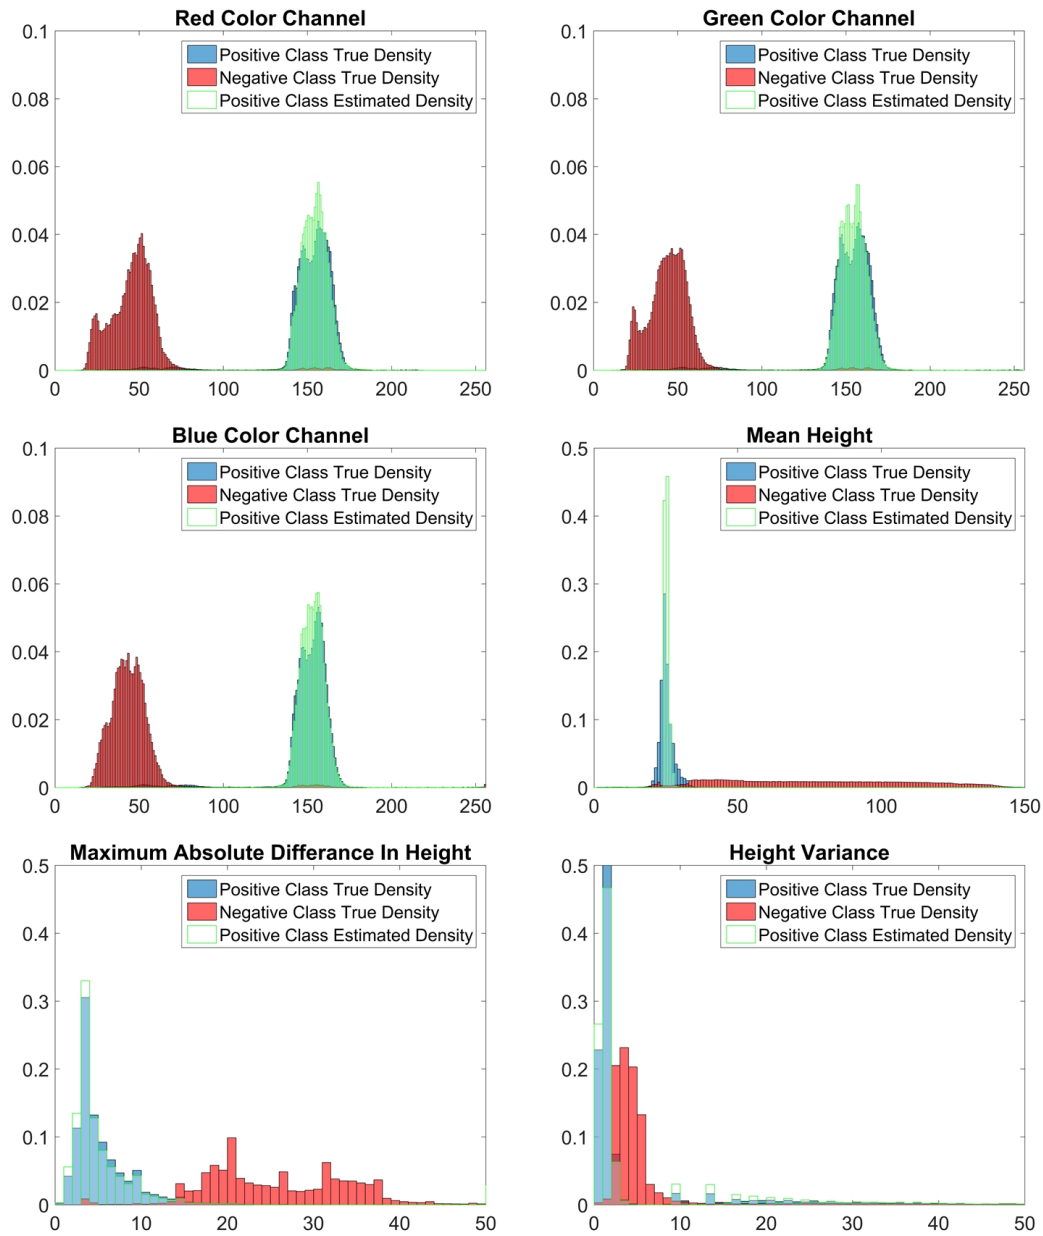 Red Color Channel
0.1
0.08
0.06
0.04
0.02
0
Positive Class True Density
Negative Class True Density
Positive Class Estimated Density
0 50 100 150 200 250
Green Color Channel
0.1
0.08
0.06
0.04
0.02
0
Positive Class True Density
Negative Class True Density
Positive Class Estimated Density
0 50 100 150 200 250
Blue Color Channel
0.1
0.08
0.06
0.04
0.02
0
Positive Class True Density
Negative Class True Density
Positive Class Estimated Density
0 50 100 150 200 250
Mean Height
0.5
0.4
0.3
0.2
0.1
0
Positive Class True Density
Negative Class True Density
Positive Class Estimated Density
0 50 100 150
Maximum Absolute Differance In Height
0.5
0.4
0.3
0.2
0.1
0
Positive Class True Density
Negative Class True Density
Positive Class Estimated Density
0 10 20 30 40 50
Height Variance
0.5
0.4
0.3
0.2
0.1
0
Positive Class True Density
Negative Class True Density
Positive Class Estimated Density
0 10 20 30 40 50